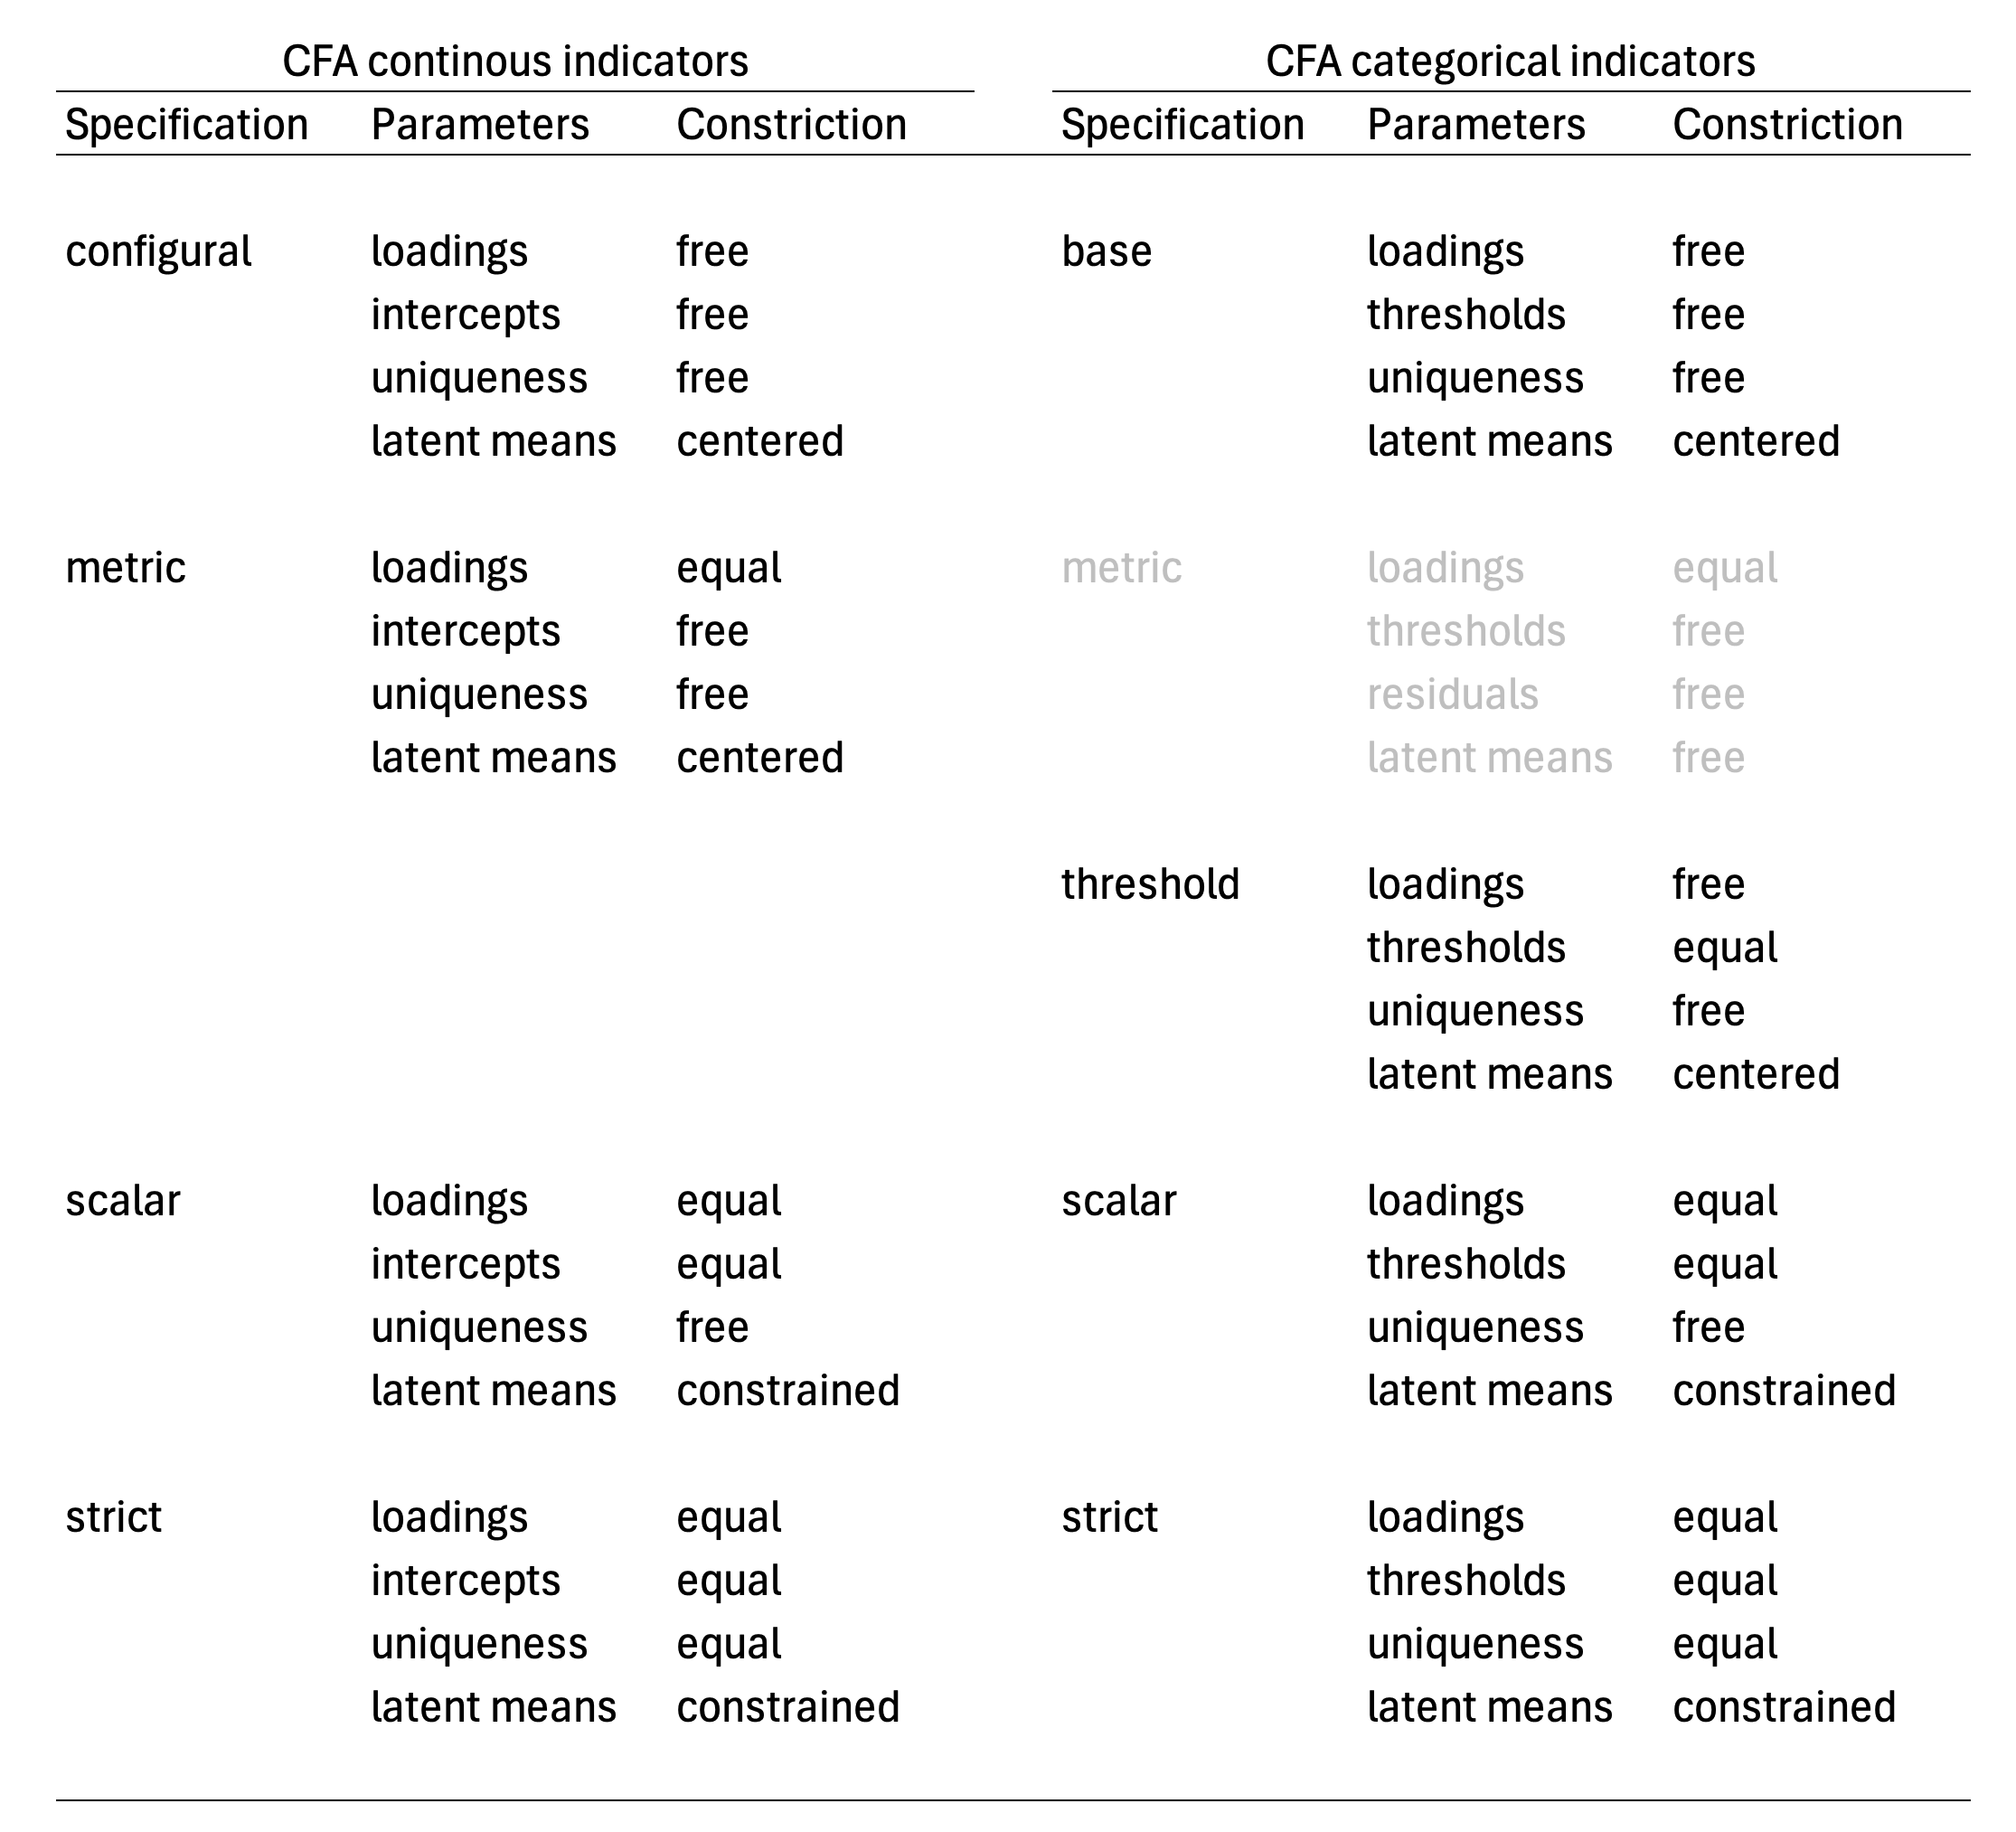 CFA continous indicators CFA categorical indicators
Specification Parameters Constriction Specification Parameters Constriction
configural loadings free base loadings free
intercepts free thresholds free
uniqueness free uniqueness free
latent means centered latent means centered
metric loadings equal metric loadings equal
intercepts free thresholds free
uniqueness free residuals free
latent means centered latent means free
threshold loadings free
thresholds equal
uniqueness free
latent means centered
scalar loadings equal scalar loadings equal
intercepts equal thresholds equal
uniqueness free uniqueness free
latent means constrained latent means constrained
strict loadings equal strict loadings equal
intercepts equal thresholds equal
uniqueness equal uniqueness equal
latent means constrained latent means constrained